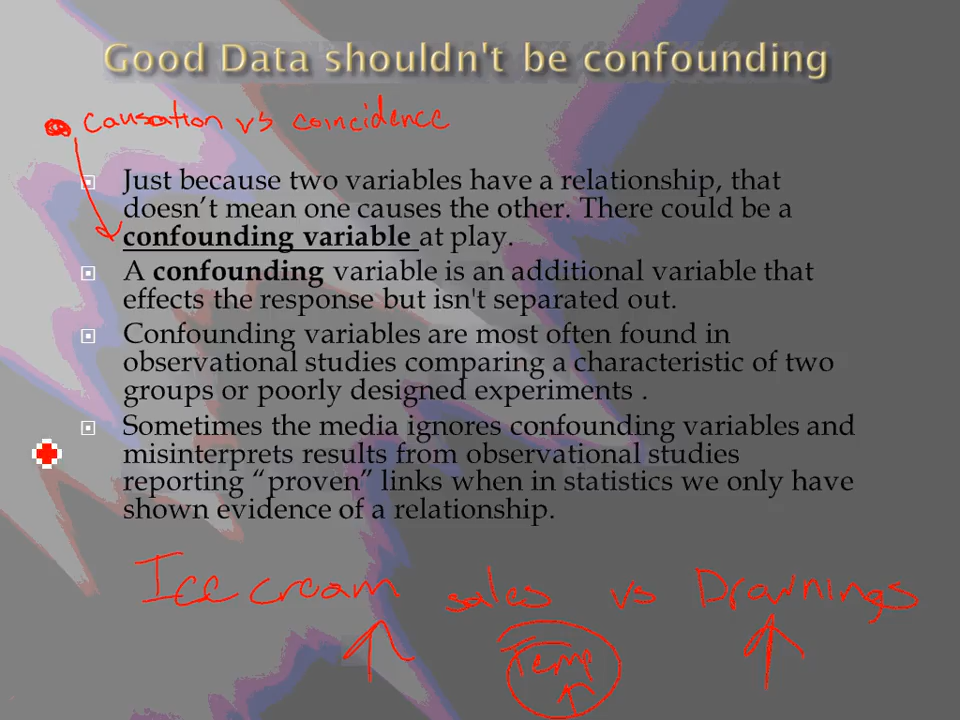 Good Data shouldn't be confounding
causation vs coincidence
Just because two variables have a relationship, that
doesn't mean one causes the other. There could be a
confounding variable at play.
A confounding variable is an additional variable that
effects the response but isn't separated out.
Confounding variables are most often found in
observational studies comparing a characteristic of two
groups or poorly designed experiments .
Sometimes the media ignores confounding variables and
misinterprets results from observational studies
reporting “proven” links when in statistics we only have
shown evidence of a relationship.
Ice cream sales vs Drownings
Temp